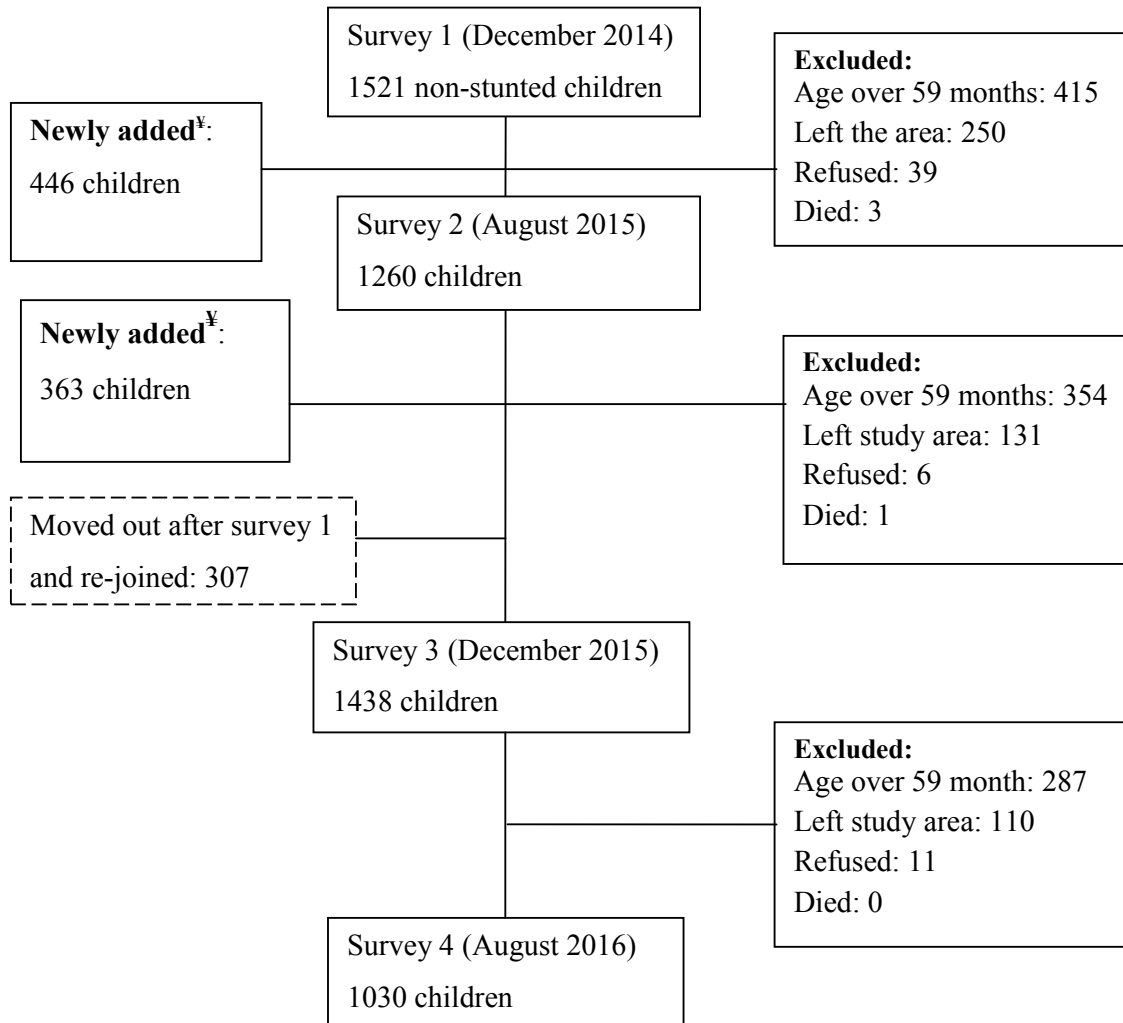 Survey 1 (December 2014)
1521 non-stunted children
Excluded:
Age over 59 months: 415
Left the area: 250
Refused: 39
Died: 3
Newly added¥:
446 children
Survey 2 (August 2015)
1260 children
Newly added¥:
363 children
Excluded:
Age over 59 months: 354
Left study area: 131
Refused: 6
Died: 1
Moved out after survey 1
and re-joined: 307
Survey 3 (December 2015)
1438 children
Excluded:
Age over 59 month: 287
Left study area: 110
Refused: 11
Died: 0
Survey 4 (August 2016)
1030 children